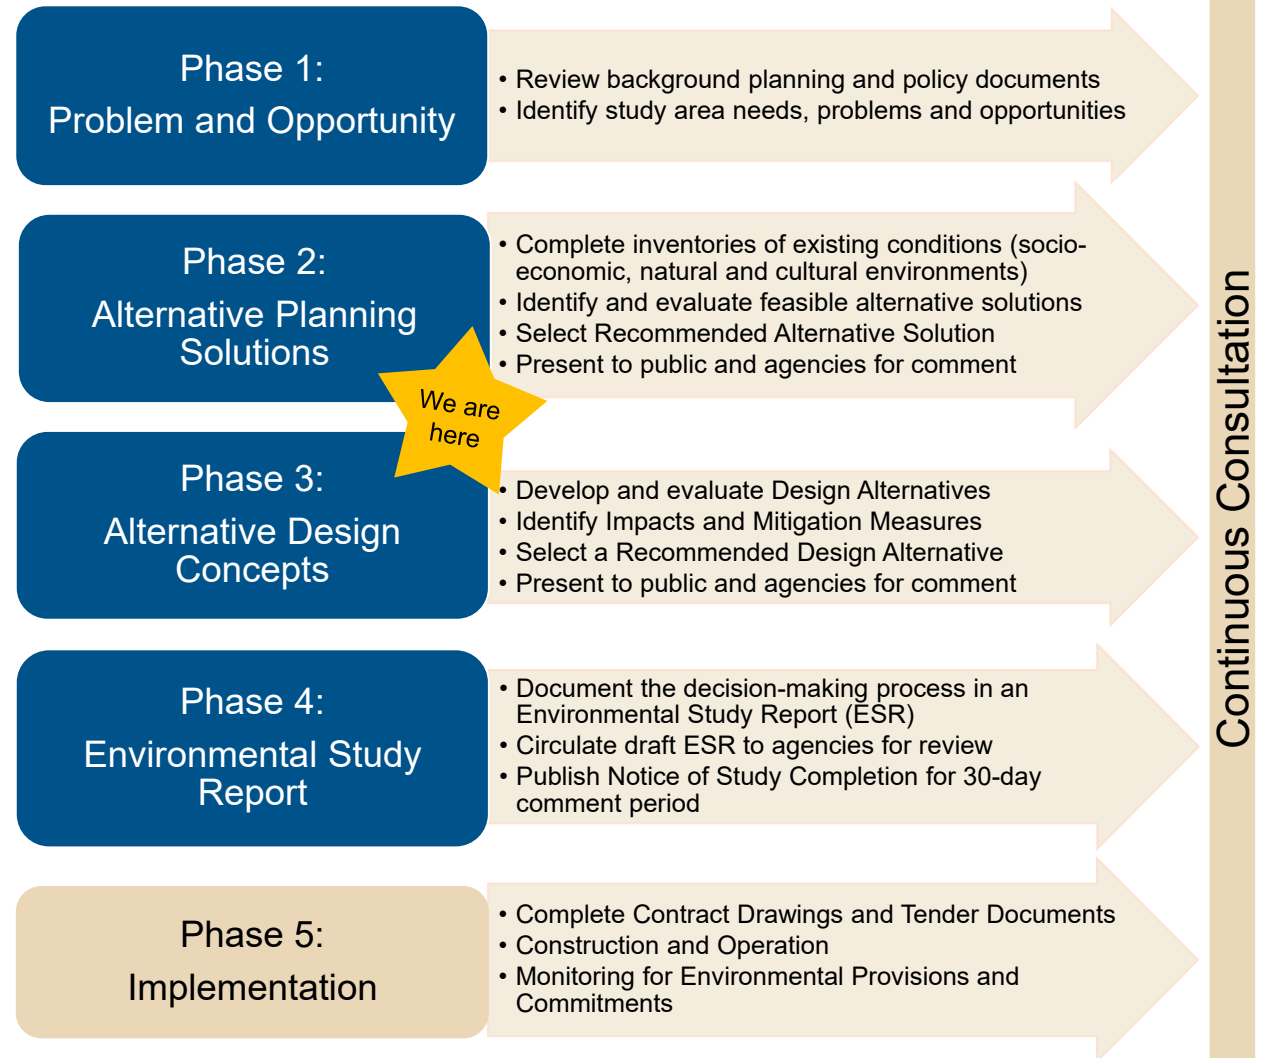 Phase 1:
Problem and Opportunity
• Review background planning and policy documents
• Identify study area needs, problems and opportunities
Phase 2:
Alternative Planning
Solutions
• Complete inventories of existing conditions (socio-
economic, natural and cultural environments)
• Identify and evaluate feasible alternative solutions
• Select Recommended Alternative Solution
• Present to public and agencies for comment
We are
here
Phase 3:
Alternative Design
Concepts
• Develop and evaluate Design Alternatives
• Identify Impacts and Mitigation Measures
• Select a Recommended Design Alternative
• Present to public and agencies for comment
Phase 4:
Environmental Study
Report
• Document the decision-making process in an
Environmental Study Report (ESR)
• Circulate draft ESR to agencies for review
• Publish Notice of Study Completion for 30-day
comment period
Phase 5:
Implementation
• Complete Contract Drawings and Tender Documents
• Construction and Operation
• Monitoring for Environmental Provisions and
Commitments
Continuous Consultation